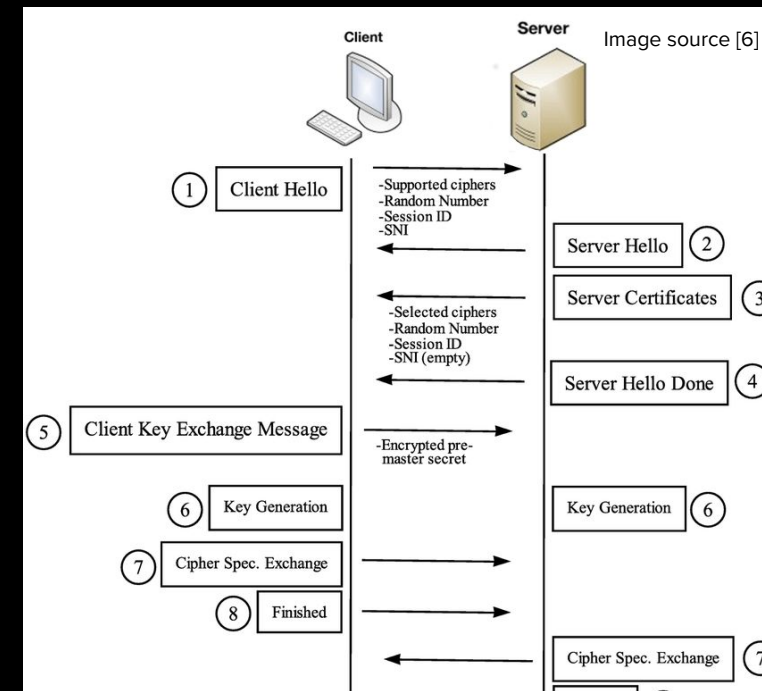 Client
Server
Image source [6]
1
Client Hello
-Supported ciphers
-Random Number
-Session ID
-SNI
Server Hello
2
Server Certificates
3
-Selected ciphers
-Random Number
-Session ID
-SNI (empty)
Server Hello Done
4
5
Client Key Exchange Message
-Encrypted pre-
master secret
6
Key Generation
Key Generation
6
7
Cipher Spec. Exchange
8
Finished
Cipher Spec. Exchange
7